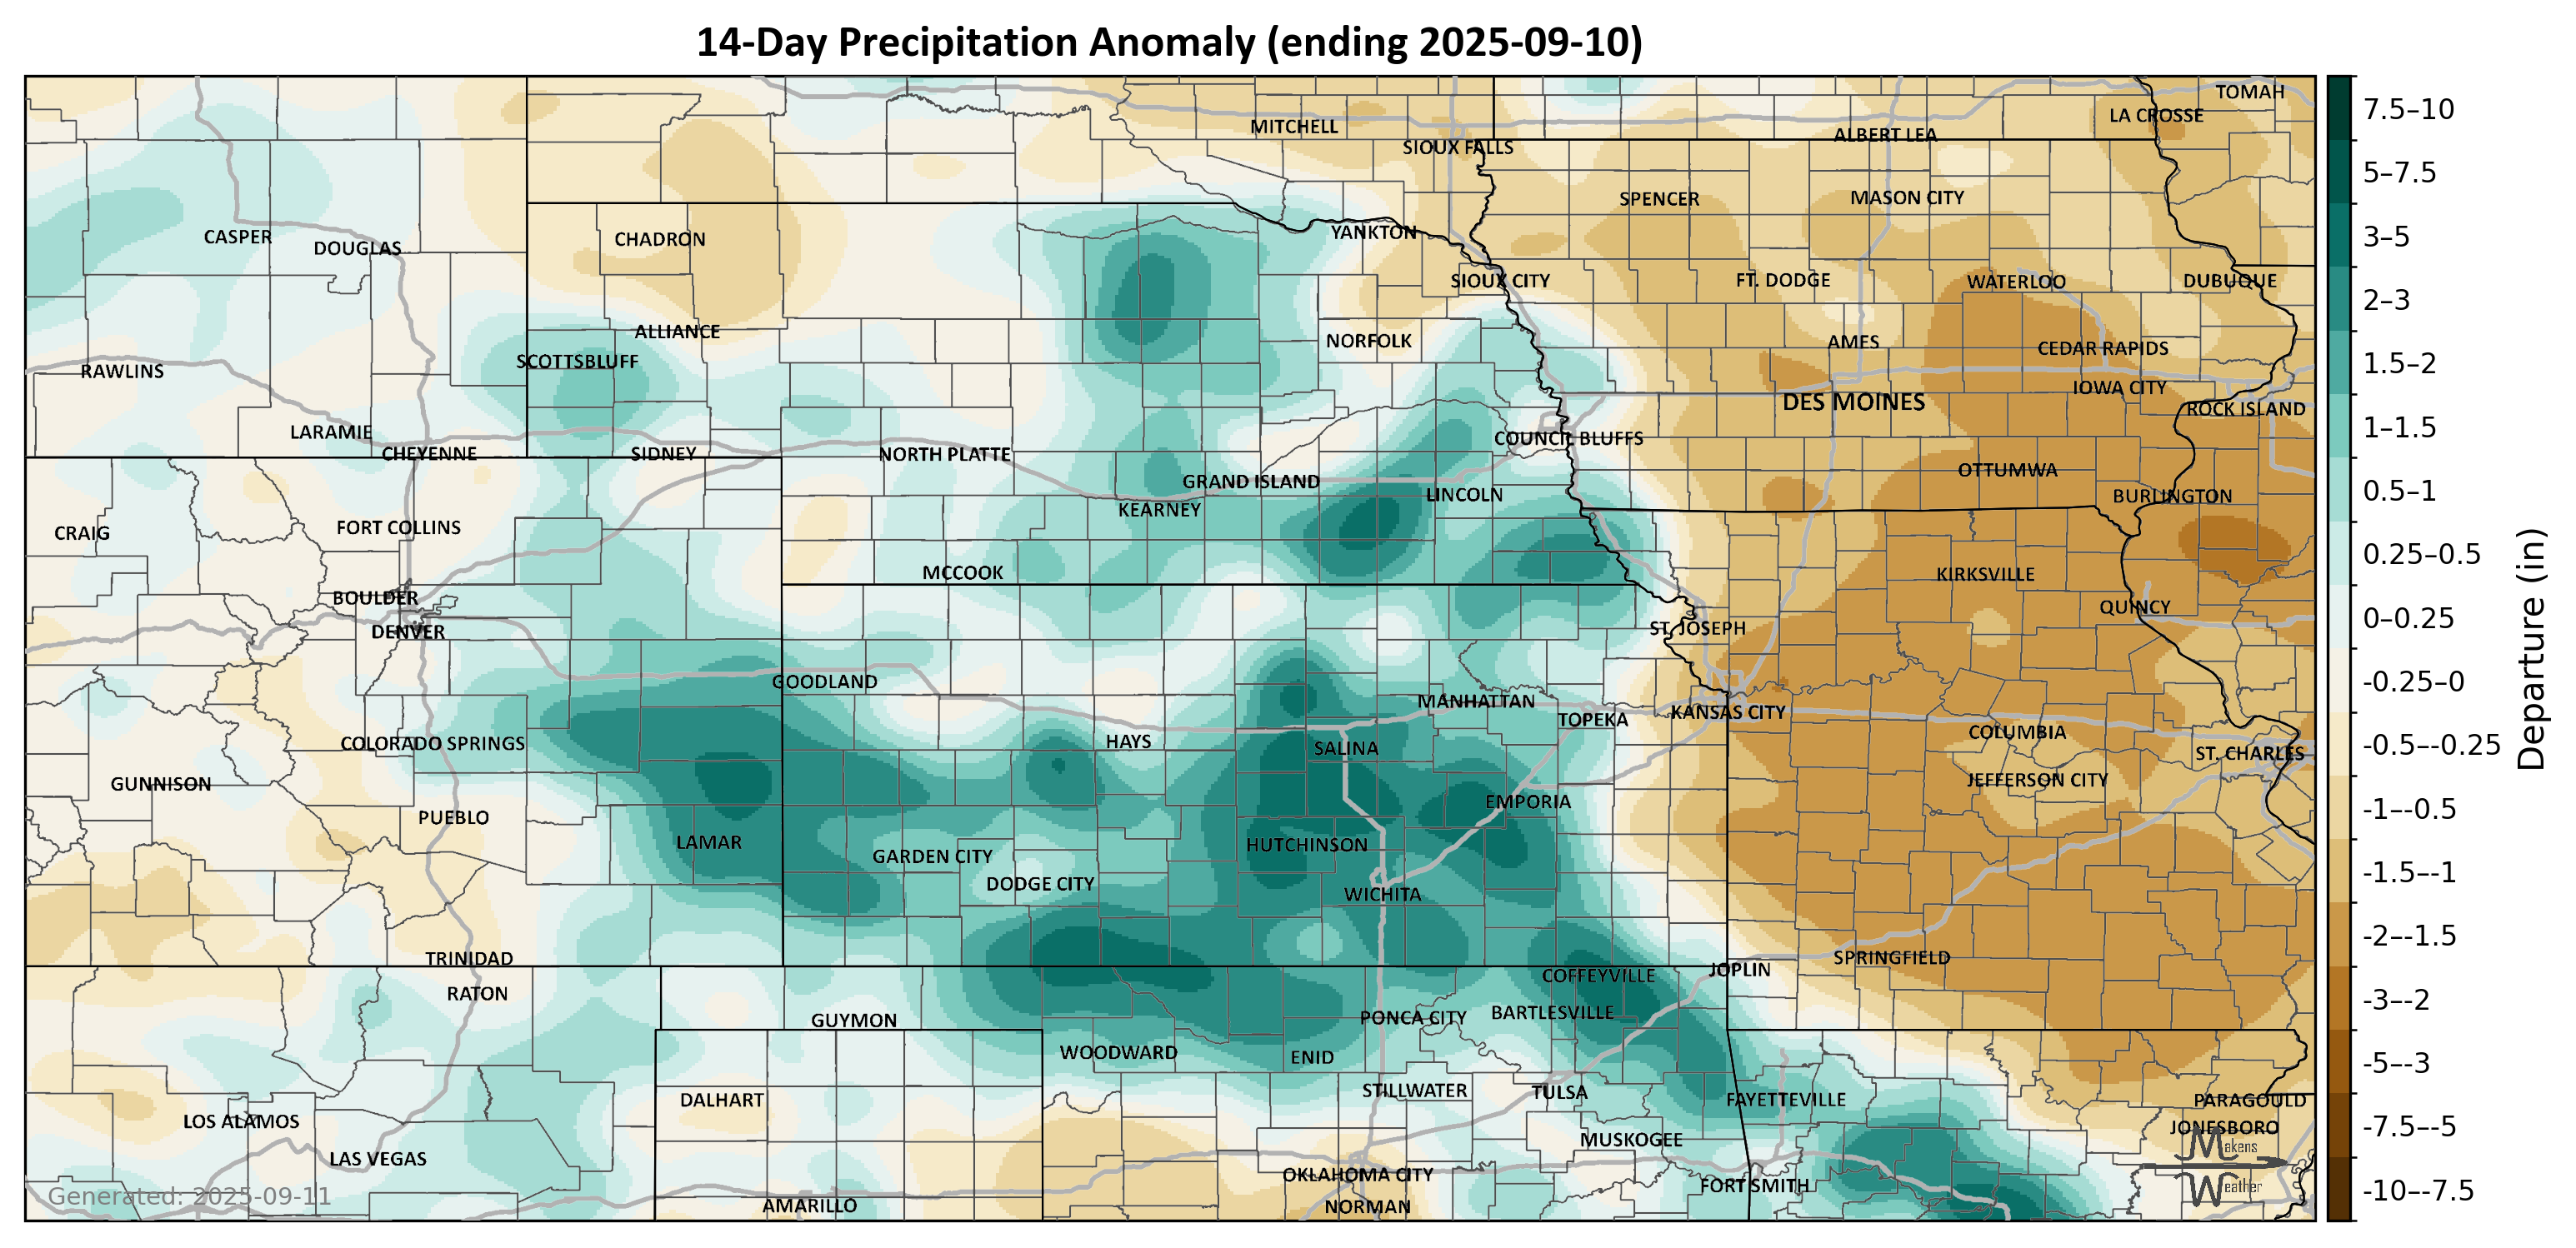 14-Day Precipitation Anomaly (ending 2025-09-10)
TOMAH
LA CROSSE
MITCHELL
ALBERT LEA
SIOUX FALLS
SPENCER
MASON CITY
YANKTON
CASPER
CHADRON
DOUGLAS
SIOUX CITY
FT. DODGE
WATERLOO
DUBUQUE
ALLIANCE
NORFOLK
AMES
CEDAR RAPIDS
SCOTTSBLUFF
RAWLINS
IOWA CITY
DES MOINES
ROCK ISLAND
LARAMIE
COUNCIL BLUFFS
CHEYENNE
SIDNEY
NORTH PLATTE
OTTUMWA
GRAND ISLAND
LINCOLN
BURLINGTON
KEARNEY
CRAIG
FORT COLLINS
MCCOOK
KIRKSVILLE
BOULDER
QUINCY
DENVER
ST. JOSEPH
GOODLAND
MANHATTAN
KANSAS CITY
TOPEKA
COLUMBIA
COLORADO SPRINGS
HAYS
SALINA
ST. CHARLES
GUNNISON
JEFFERSON CITY
EMPORIA
PUEBLO
LAMAR
HUTCHINSON
GARDEN CITY
DODGE CITY
WICHITA
TRINIDAD
SPRINGFIELD
JOPLIN
COFFEYVILLE
RATON
GUYMON
PONCA CITY
BARTLESVILLE
WOODWARD
ENID
STILLWATER
TULSA
DALHART
FAYETTEVILLE
PARAGOULD
LOS ALAMOS
JONESBORO
MUSKOGEE
LAS VEGAS
OKLAHOMA CITY
FORT SMITH
AMARILLO
NORMAN
Makens
Weather
Generated: 2025-09-11
7.5–10
5–7.5
3–5
2–3
1.5–2
1–1.5
0.5–1
0.25–0.5
0–0.25
-0.25–0
-0.5–-0.25
-1–-0.5
-1.5–-1
-2–-1.5
-3–-2
-5–-3
-7.5–-5
-10–-7.5
Departure (in)